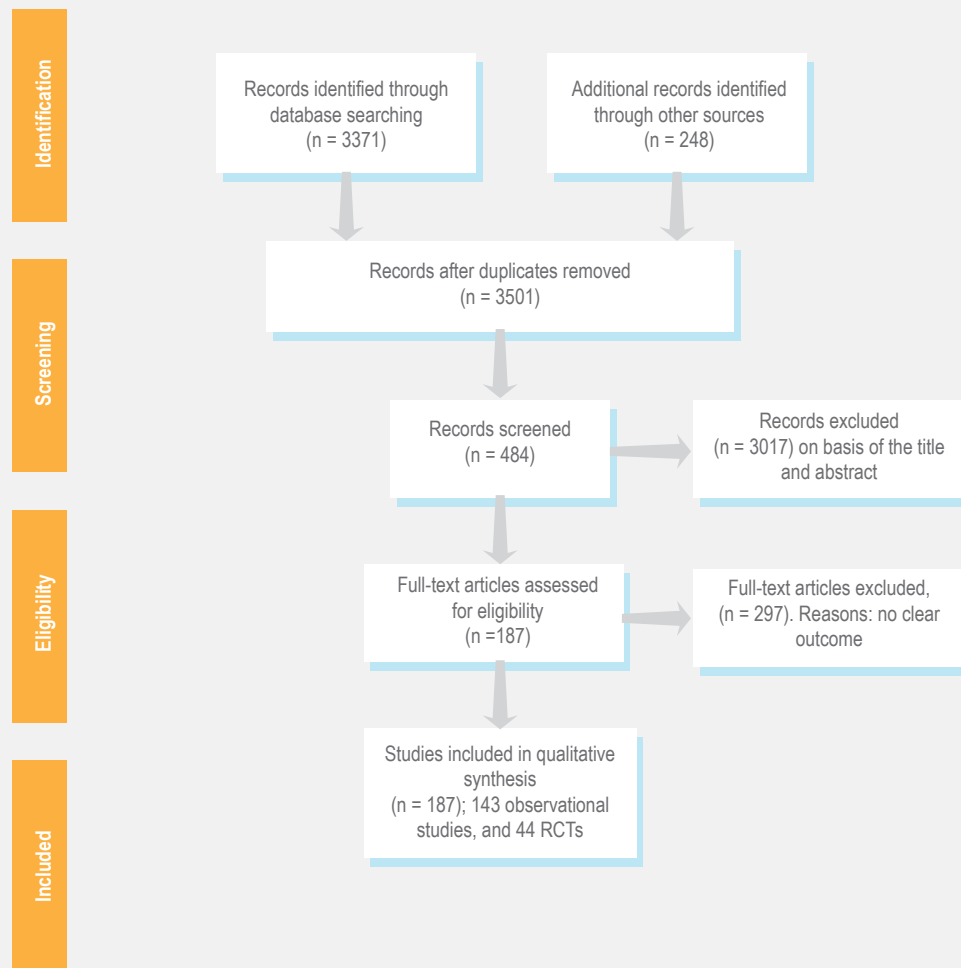 Identification
Records identified through
database searching
(n = 3371)
Additional records identified
through other sources
(n = 248)
Records after duplicates removed
(n = 3501)
Screening
Records screened
(n = 484)
Records excluded
(n = 3017) on basis of the title
and abstract
Eligibility
Full-text articles assessed
for eligibility
(n =187)
Full-text articles excluded,
(n = 297). Reasons: no clear
outcome
Included
Studies included in qualitative
synthesis
(n = 187); 143 observational
studies, and 44 RCTs